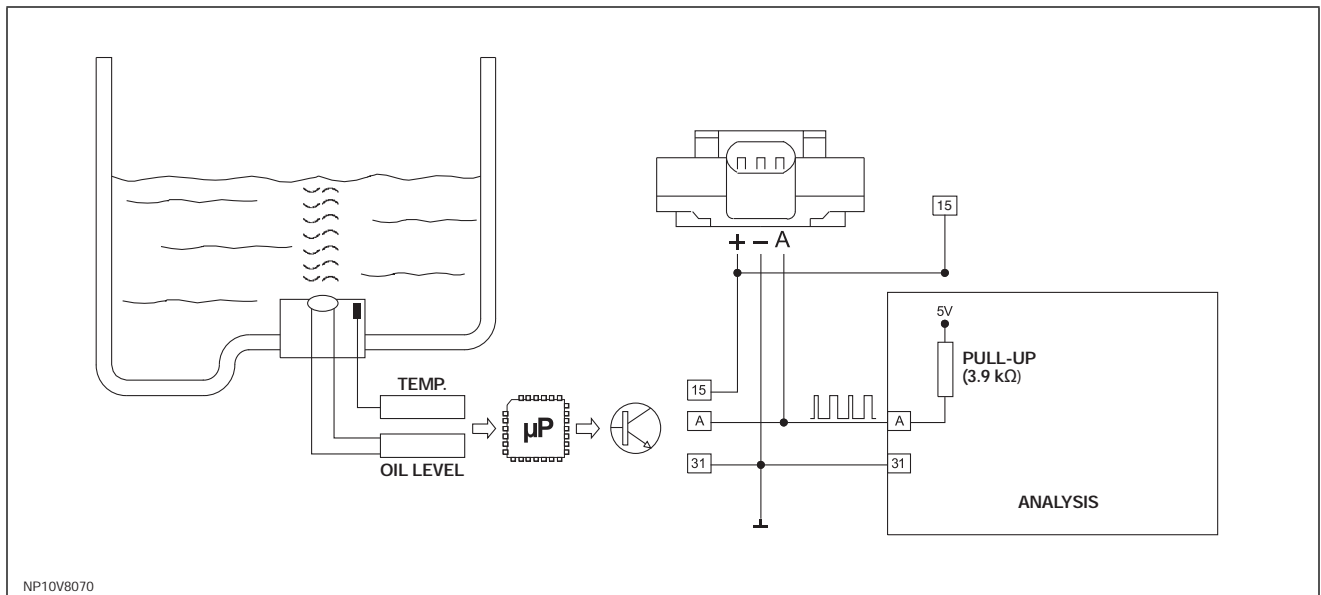 + – A
15
5V
PULL-UP
(3.9 kΩ)
TEMP.
15
A
A
µP
OIL LEVEL
31
31
ANALYSIS
NP10V8070